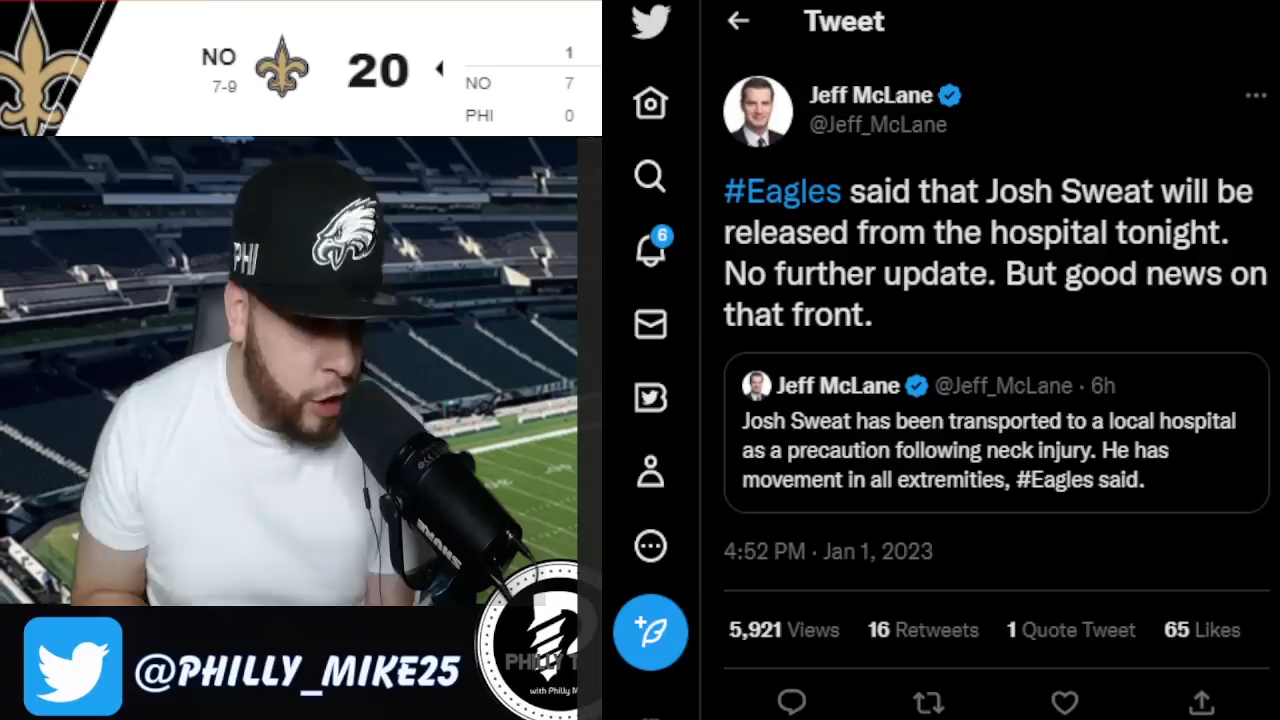 NO
7-9
20
1
NO 7
PHI 0
PHI
@PHILLY_MIKE25
with Philly M
Tweet
Jeff McLane
@Jeff_McLane
#Eagles said that Josh Sweat will be
released from the hospital tonight.
No further update. But good news on
that front.
Jeff McLane @Jeff_McLane · 6h
Josh Sweat has been transported to a local hospital
as a precaution following neck injury. He has
movement in all extremities, #Eagles said.
4:52 PM · Jan 1, 2023
5,921 Views 16 Retweets 1 Quote Tweet 65 Likes
6